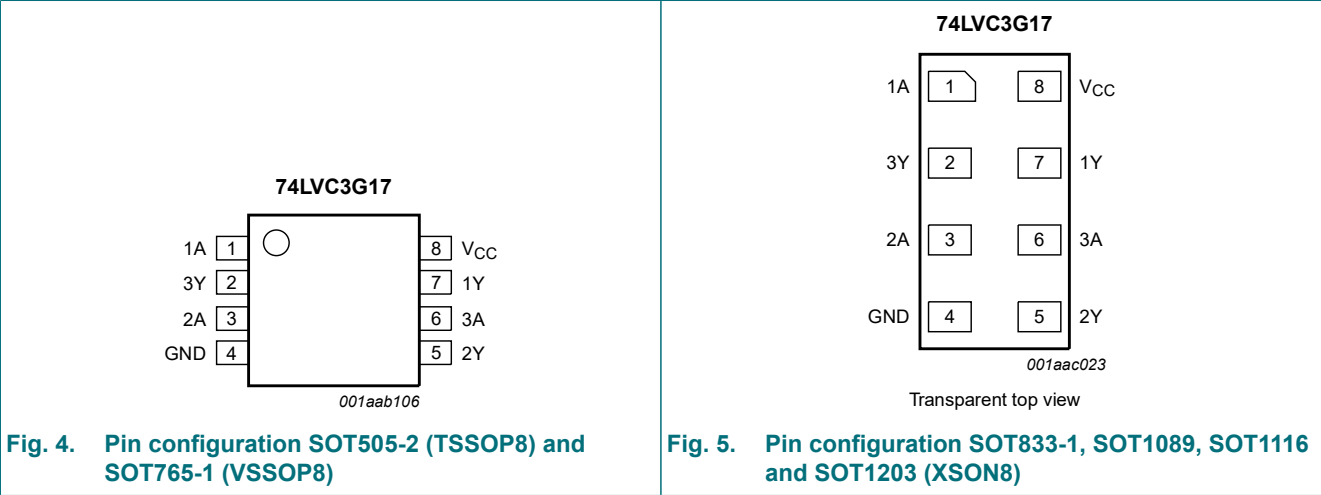 74LVC3G17
1A 1 8 VCC
3Y 2 7 1Y
2A 3 6 3A
GND 4 5 2Y
001aab106
Fig. 4. Pin configuration SOT505-2 (TSSOP8) and
SOT765-1 (VSSOP8)
74LVC3G17
1A 1 8 VCC
3Y 2 7 1Y
2A 3 6 3A
GND 4 5 2Y
001aac023
Transparent top view
Fig. 5. Pin configuration SOT833-1, SOT1089, SOT1116
and SOT1203 (XSON8)